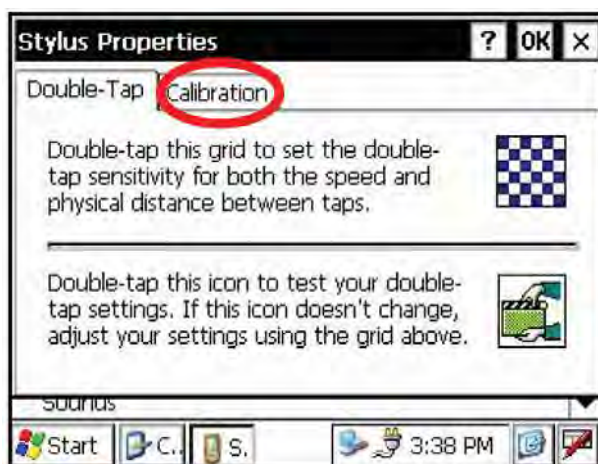 Stylus Properties ? OK ×
Double-Tap Calibration
Double-tap this grid to set the double-
tap sensitivity for both the speed and
physical distance between taps.
Double-tap this icon to test your double-
tap settings. If this icon doesn't change,
adjust your settings using the grid above.
Sounds
Start C.. S. 3:38 PM